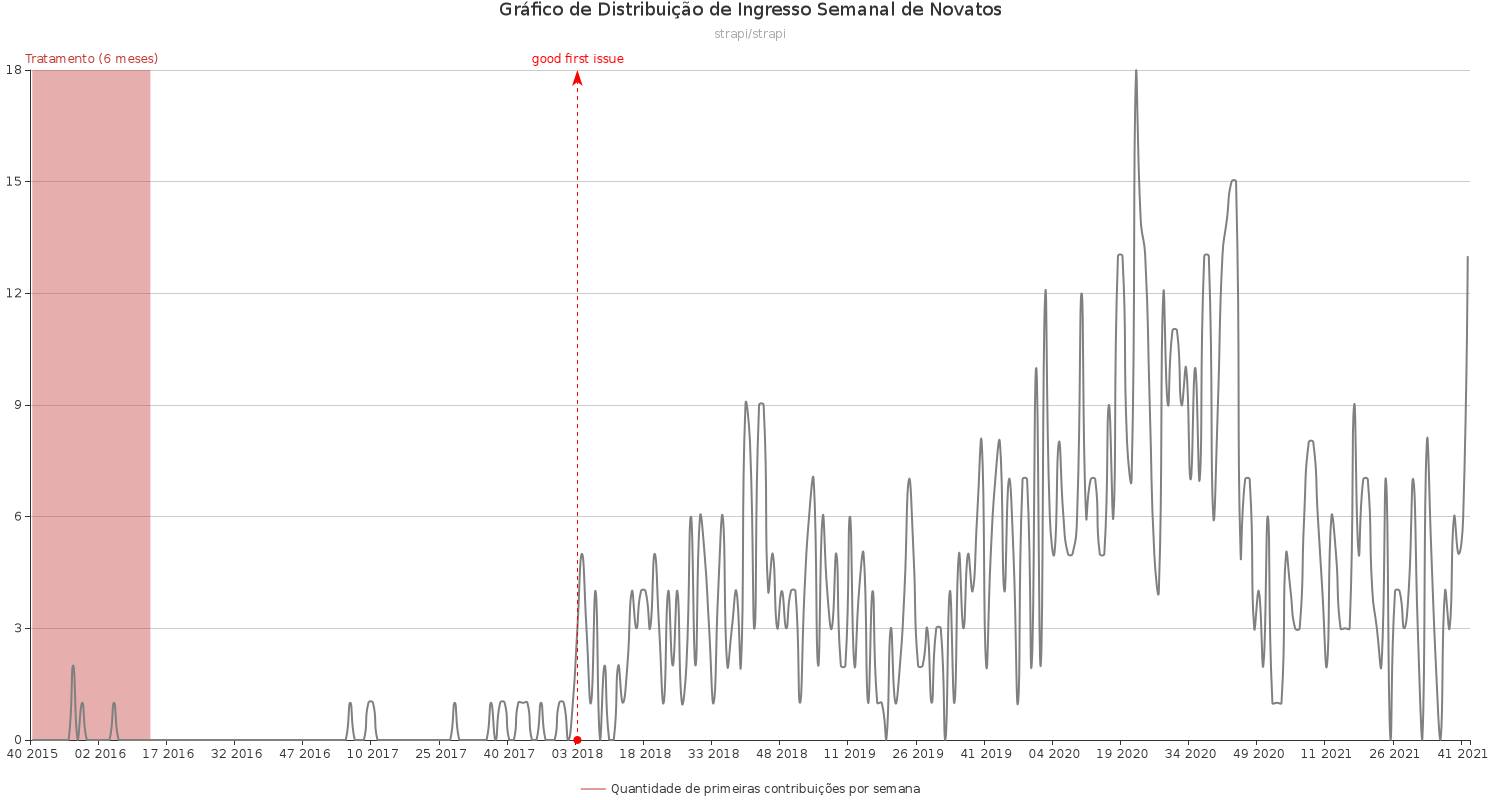 Gráfico de Distribuição de Ingresso Semanal de Novatos
strapi/strapi
Tratamento (6 meses)
good first issue
18
15
12
9
6
3
0
40 2015 02 2016 17 2016 32 2016 47 2016 10 2017 25 2017 40 2017 03 2018 18 2018 33 2018 48 2018 11 2019 26 2019 41 2019 04 2020 19 2020 34 2020 49 2020 11 2021 26 2021 41 2021
Quantidade de primeiras contribuições por semana